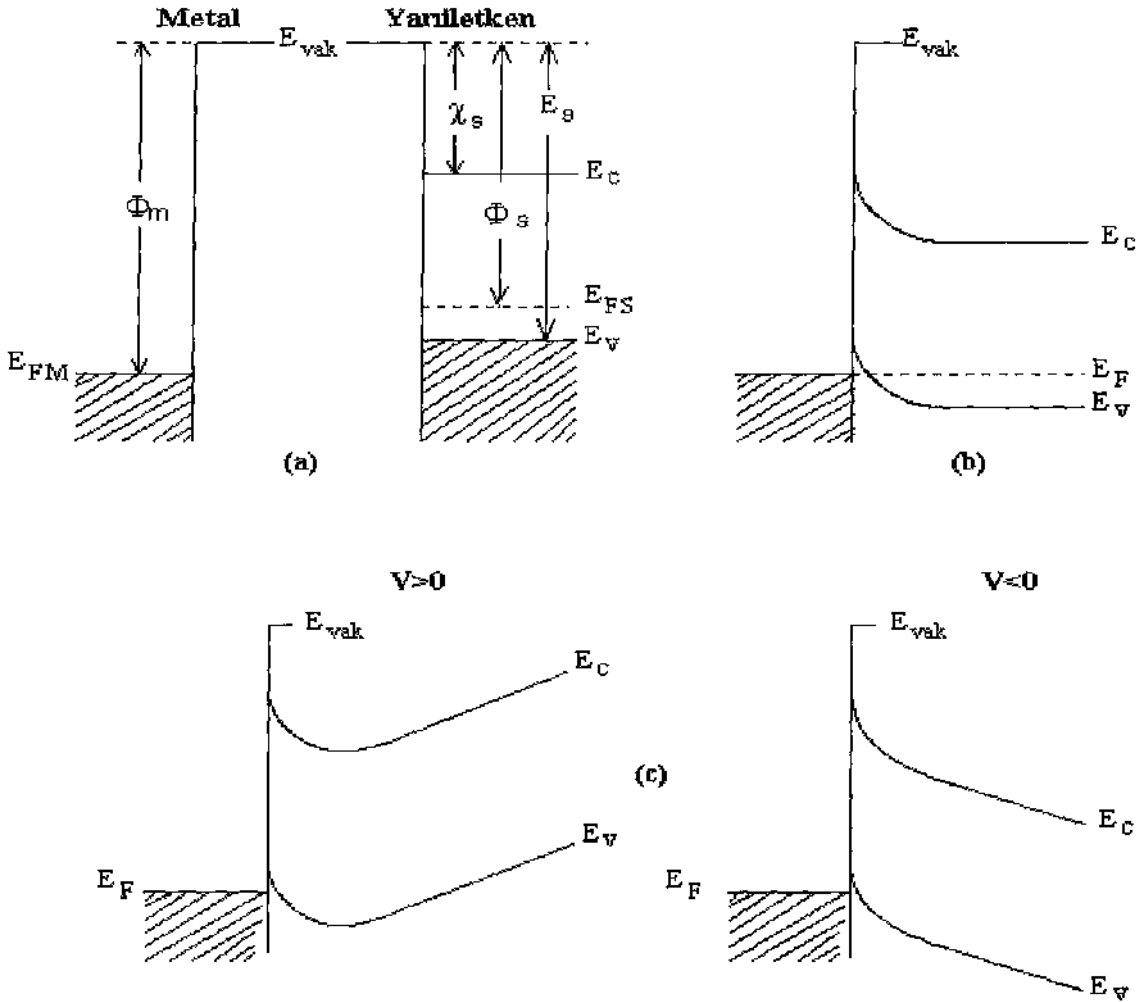 Metal
Yarıiletken
E_vak
χ_s
E_s
E_c
Φ_m
Φ_s
E_FS
E_v
E_FM
(a)
E_vak
E_c
E_F
E_v
(b)
V>0
V<0
E_vak
E_c
E_v
E_F
(c)
E_vak
E_c
E_F
E_v